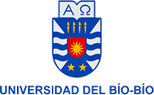 Α Ω
UNIVERSIDAD DEL BÍO-BÍO